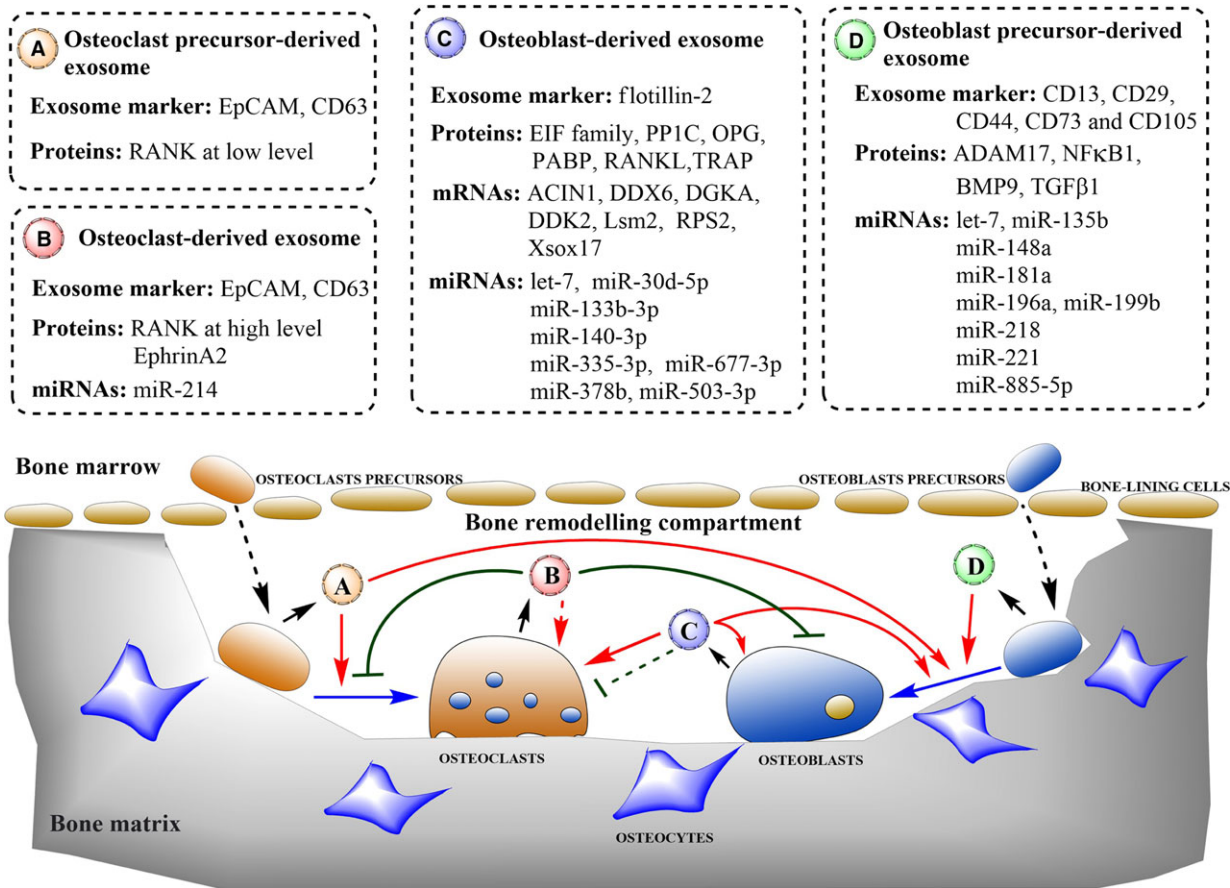 A Osteoclast precursor-derived
exosome
Exosome marker: EpCAM, CD63
Proteins: RANK at low level
B Osteoclast-derived exosome
Exosome marker: EpCAM, CD63
Proteins: RANK at high level
EphrinA2
miRNAs: miR-214
C Osteoblast-derived exosome
Exosome marker: flotillin-2
Proteins: EIF family, PP1C, OPG,
PABP, RANKL,TRAP
mRNAs: ACIN1, DDX6, DGKA,
DDK2, Lsm2, RPS2,
Xsox17
miRNAs: let-7, miR-30d-5p
miR-133b-3p
miR-140-3p
miR-335-3p, miR-677-3p
miR-378b, miR-503-3p
D Osteoblast precursor-derived
exosome
Exosome marker: CD13, CD29,
CD44, CD73 and CD105
Proteins: ADAM17, NFκB1,
BMP9, TGFβ1
miRNAs: let-7, miR-135b
miR-148a
miR-181a
miR-196a, miR-199b
miR-218
miR-221
miR-885-5p
Bone marrow
OSTEOCLASTS PRECURSORS
OSTEOBLASTS PRECURSORS
BONE-LINING CELLS
Bone remodelling compartment
A
B
C
D
OSTEOCLASTS
OSTEOBLASTS
Bone matrix
OSTEOCYTES